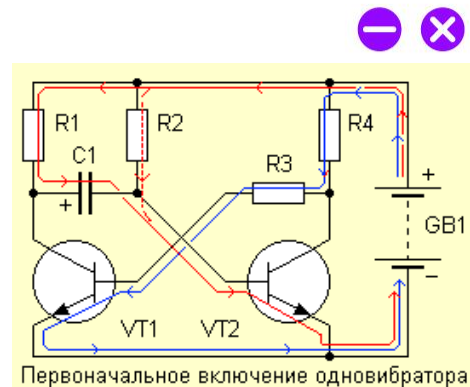 R1
R2
R4
C1
R3
+
+
GB1
−
VT1
VT2
Первоначальное включение одновибратора